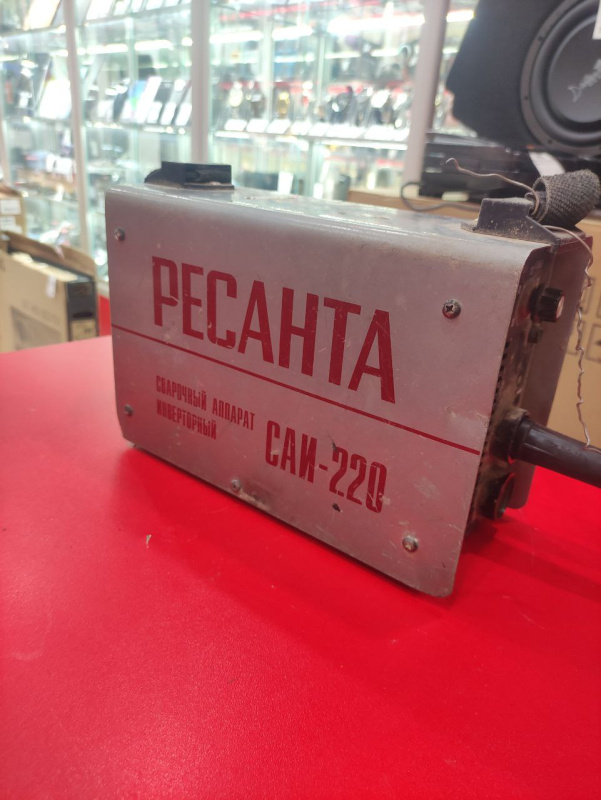 РЕСАНТА
СВАРОЧНЫЙ АППАРАТ
ИНВЕРТОРНЫЙ
САИ-220